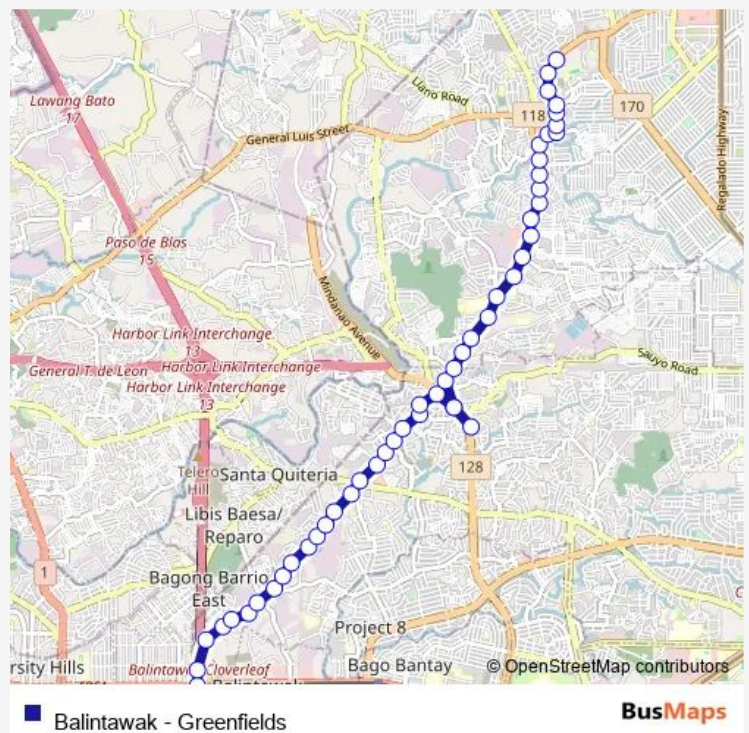 Llano Road
Lawang Bato
17
118
170
General Luis Street
Regalado Highway
Paso de Blas
15
Mindanao Avenue
Harbor Link Interchange
13
General T. de Leon
Harbor Link Interchange
Harbor Link Interchange
13
Sauyo Road
128
Telero
Hill
Santa Quiteria
Libis Baesa/
Reparo
1
Bagong Barrio
East
Project 8
rsity Hills
Balintawak Cloverleaf
Bago Bantay
© OpenStreetMap contributors
Balintawak
Balintawak - Greenfields
BusMaps